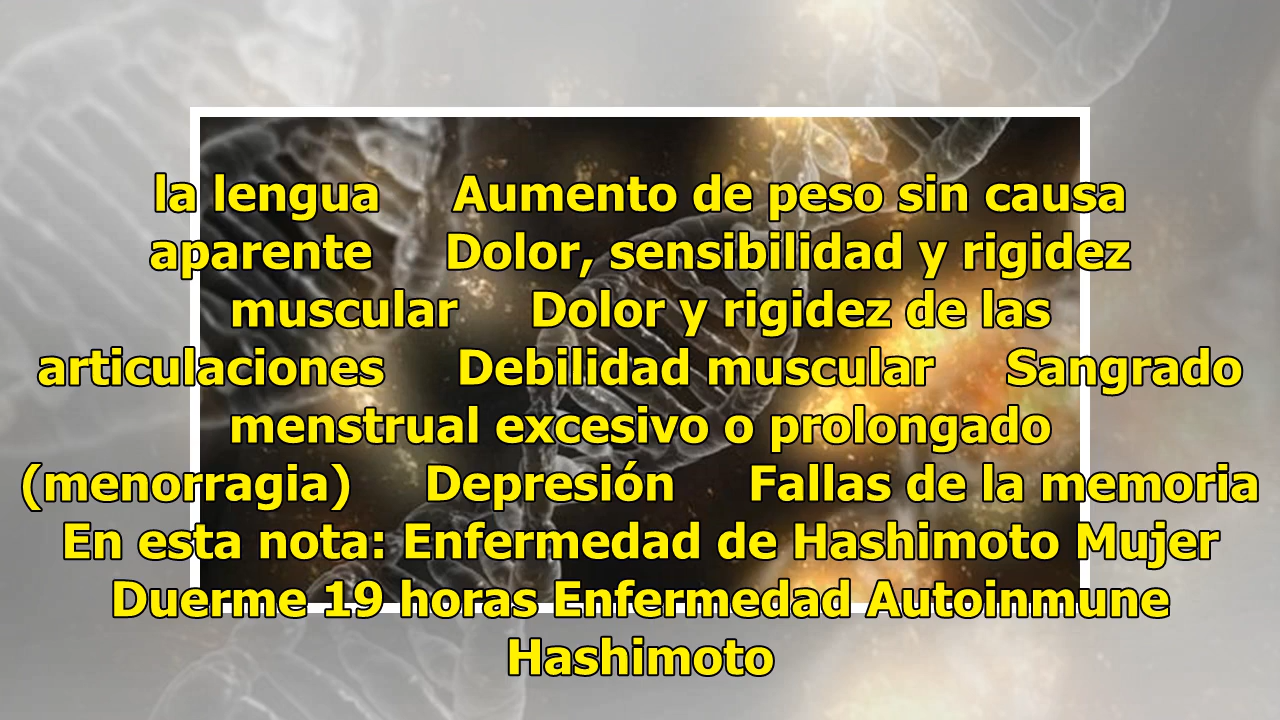 la lengua     Aumento de peso sin causa
aparente     Dolor, sensibilidad y rigidez
muscular     Dolor y rigidez de las
articulaciones     Debilidad muscular     Sangrado
menstrual excesivo o prolongado
(menorragia)     Depresión     Fallas de la memoria
En esta nota: Enfermedad de Hashimoto Mujer
Duerme 19 horas Enfermedad Autoinmune
Hashimoto